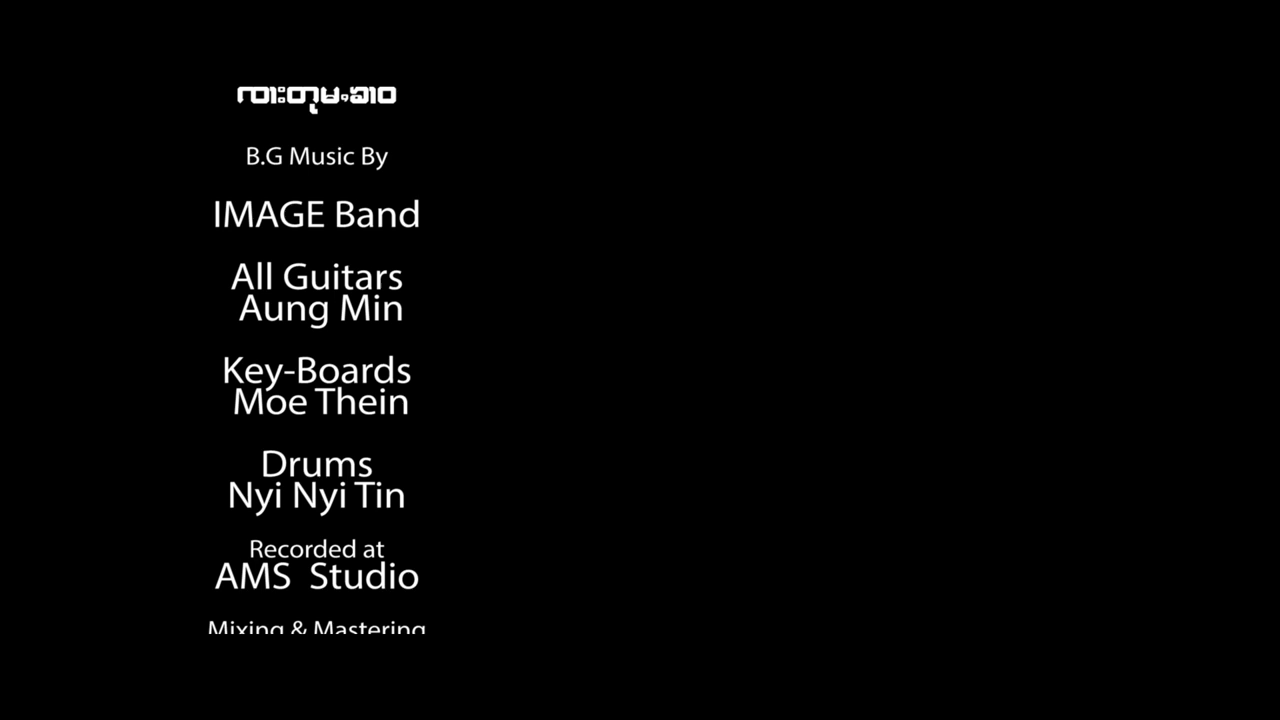 B.G Music By
IMAGE Band
All Guitars
Aung Min
Key-Boards
Moe Thein
Drums
Nyi Nyi Tin
Recorded at
AMS Studio
Mixing & Mastering